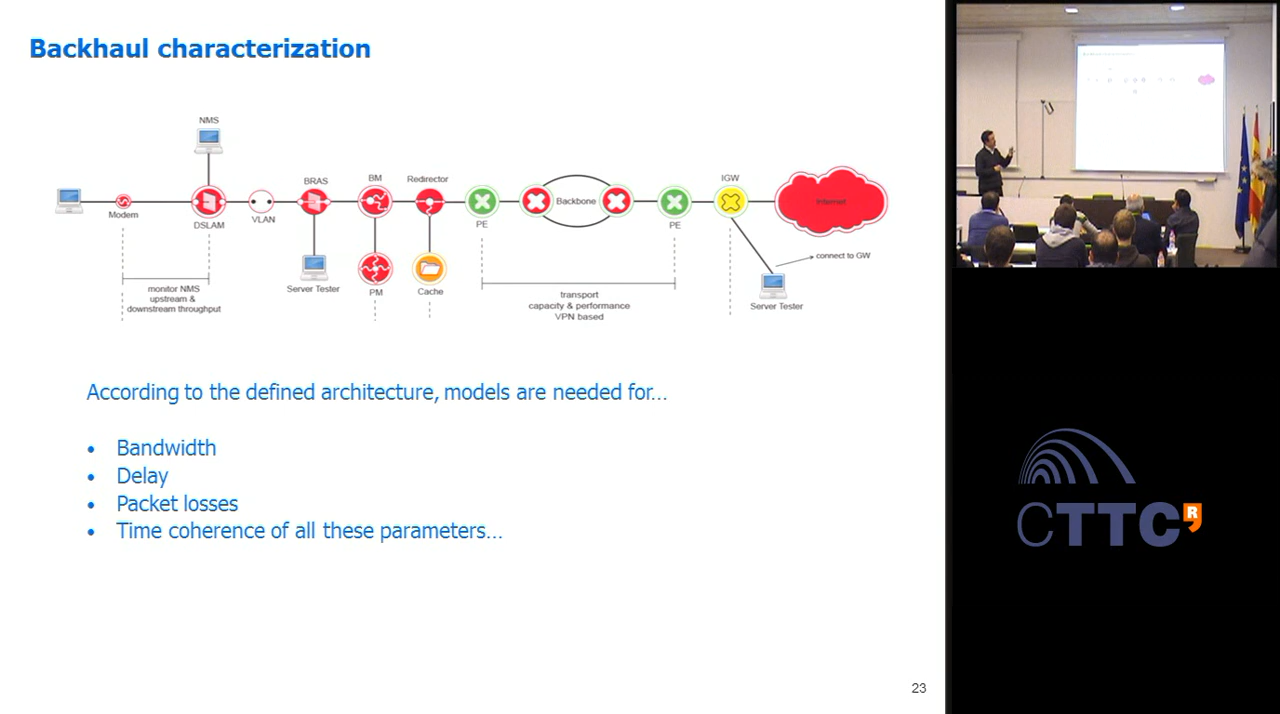 Backhaul characterization
NMS
Modem
DSLAM
VLAN
BRAS
BM
Redirector
PE
Backbone
PE
IGW
Internet
connect to GW
Server Tester
PM
Cache
Server Tester
monitor NMS
upstream &
downstream throughput
transport
capacity & performance
VPN based
According to the defined architecture, models are needed for...
• Bandwidth
• Delay
• Packet losses
• Time coherence of all these parameters...
23
CTTC
R